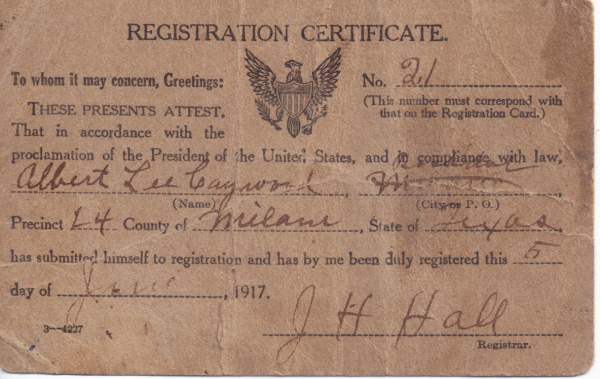 REGISTRATION CERTIFICATE.
To whom it may concern, Greetings:
No. 21
(This number must correspond with
that on the Registration Card.)
THESE PRESENTS ATTEST,
That in accordance with the
proclamation of the President of the United States, and in compliance with law,
Albert Lee Caywood,
(Name)
(City or P. O.)
Precinct 14 County of Milam, State of Texas,
has submitted himself to registration and has by me been duly registered this 5
day of June, 1917.
J H Hall
3—4227
Registrar.